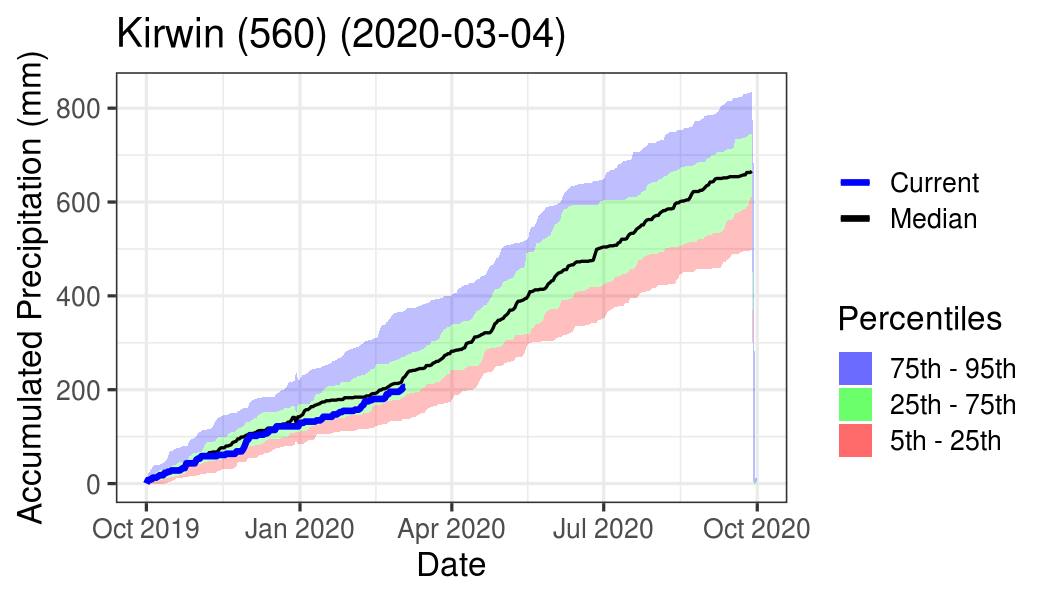 Kirwin (560) (2020-03-04)
Accumulated Precipitation (mm)
800
600
400
200
0
Oct 2019 Jan 2020 Apr 2020 Jul 2020 Oct 2020
Date
Current
Median
Percentiles
75th - 95th
25th - 75th
5th - 25th